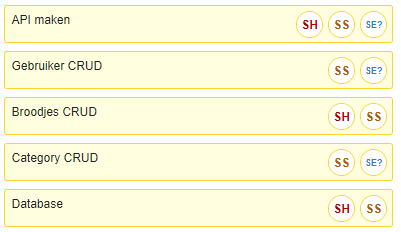 API maken SH SS SE?
Gebruiker CRUD SS SE?
Broodjes CRUD SH SS
Category CRUD SS SE?
Database SH SS